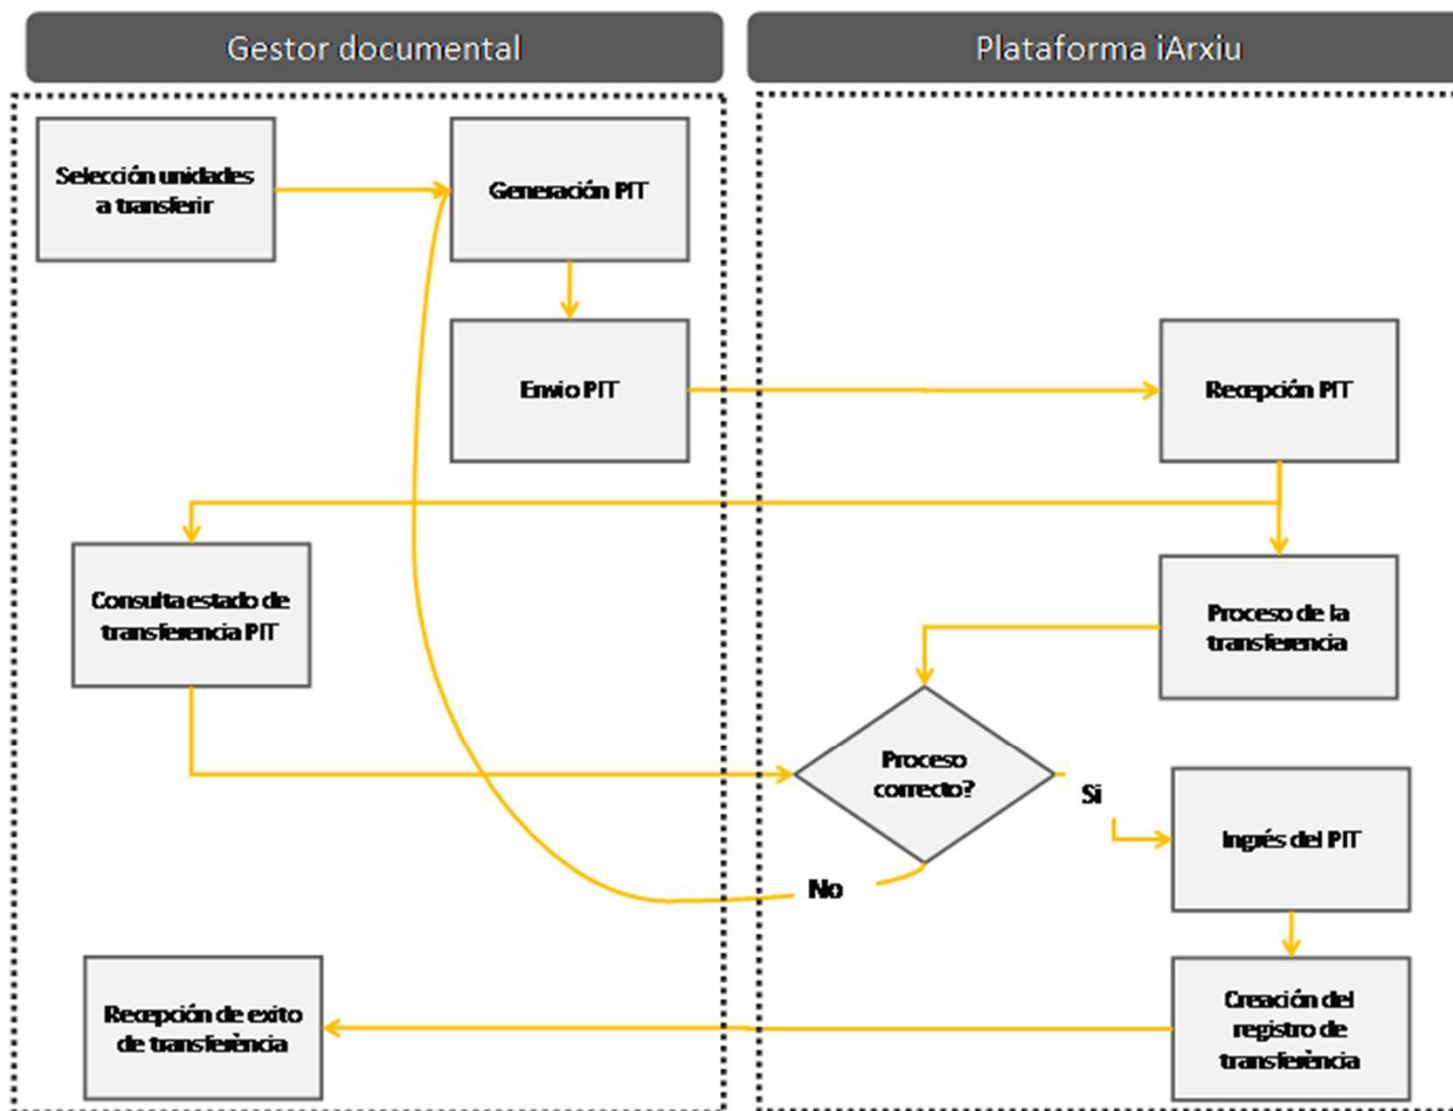 Gestor documental
Plataforma iArxiu
Selección unidades
a transferir
Generación PIT
Envio PIT
Recepción PIT
Consulta estado de
transferencia PIT
Proceso de la
transferencia
Proceso
correcto?
Si
Ingrés del PIT
No
Recepción de exito
de transferència
Creación del
registro de
transferència